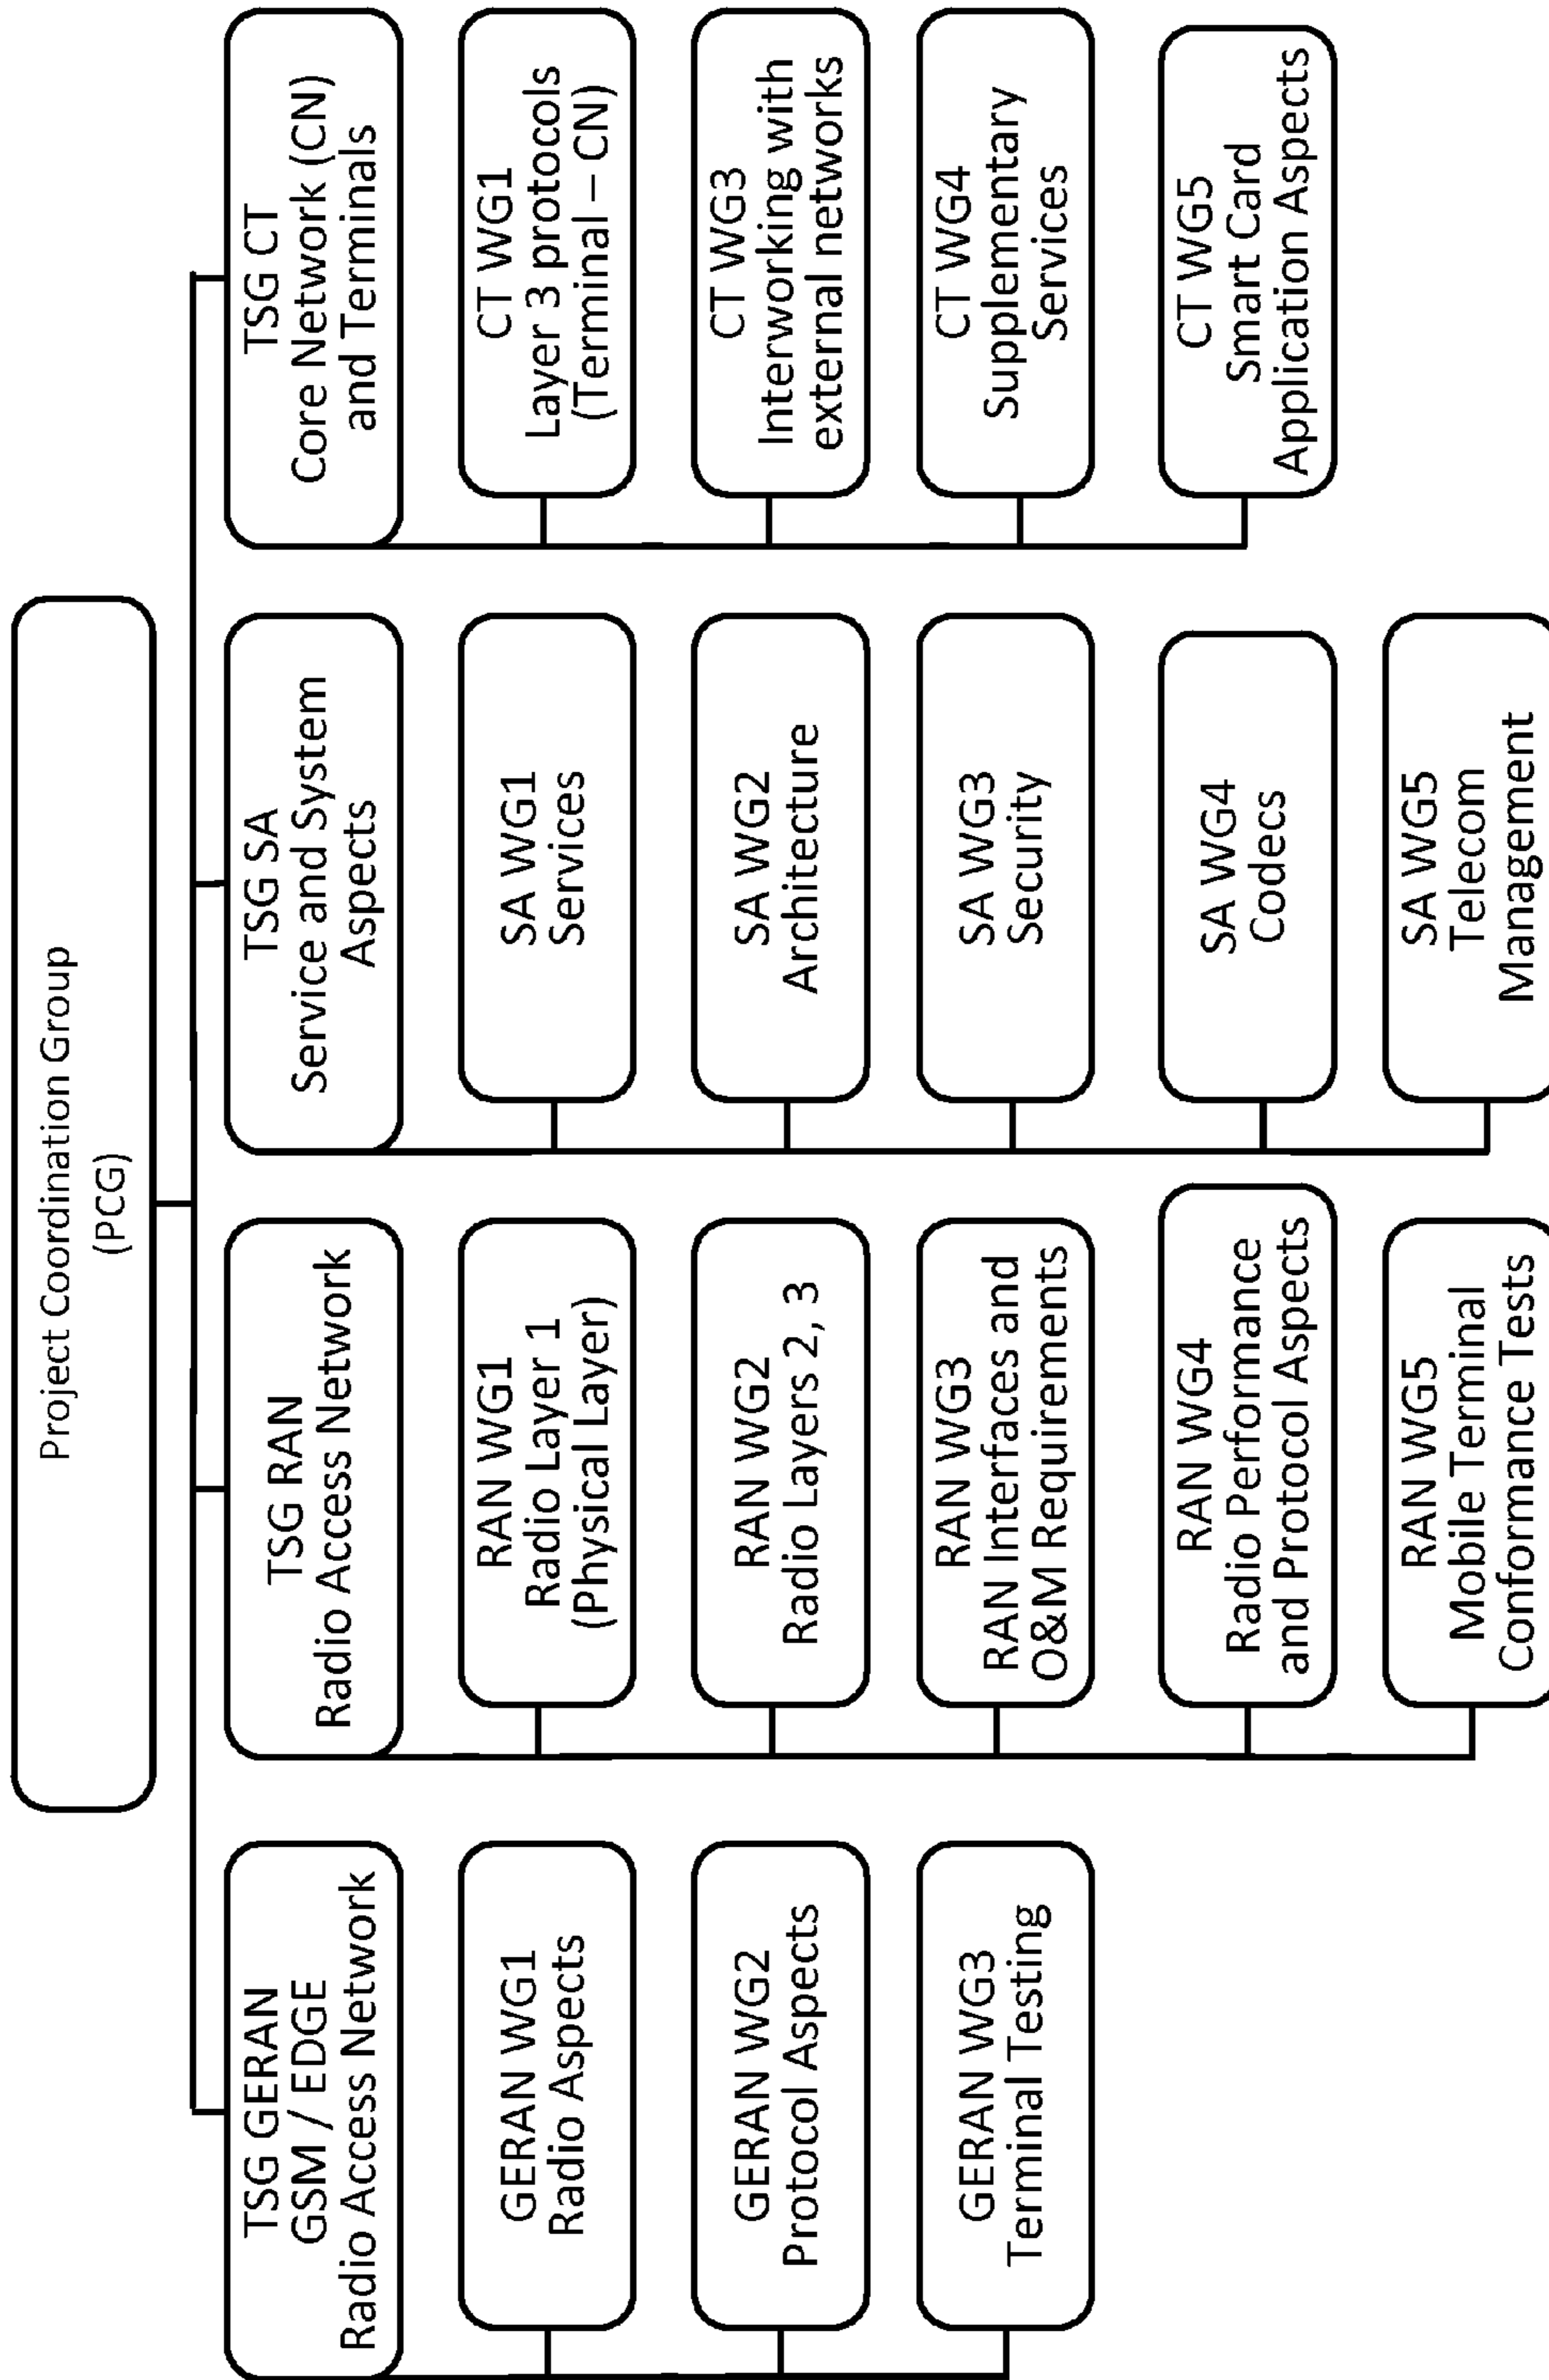 Project Coordination Group
(PCG)
TSG GERAN
GSM / EDGE
Radio Access Network
GERAN WG1
Radio Aspects
GERAN WG2
Protocol Aspects
GERAN WG3
Terminal Testing
TSG RAN
Radio Access Network
RAN WG1
Radio Layer 1
(Physical Layer)
RAN WG2
Radio Layers 2, 3
RAN WG3
RAN Interfaces and
O&M Requirements
RAN WG4
Radio Performance
and Protocol Aspects
RAN WG5
Mobile Terminal
Conformance Tests
TSG SA
Service and System
Aspects
SA WG1
Services
SA WG2
Architecture
SA WG3
Security
SA WG4
Codecs
SA WG5
Telecom
Management
TSG CT
Core Network (CN)
and Terminals
CT WG1
Layer 3 protocols
(Terminal – CN)
CT WG3
Interworking with
external networks
CT WG4
Supplementary
Services
CT WG5
Smart Card
Application Aspects